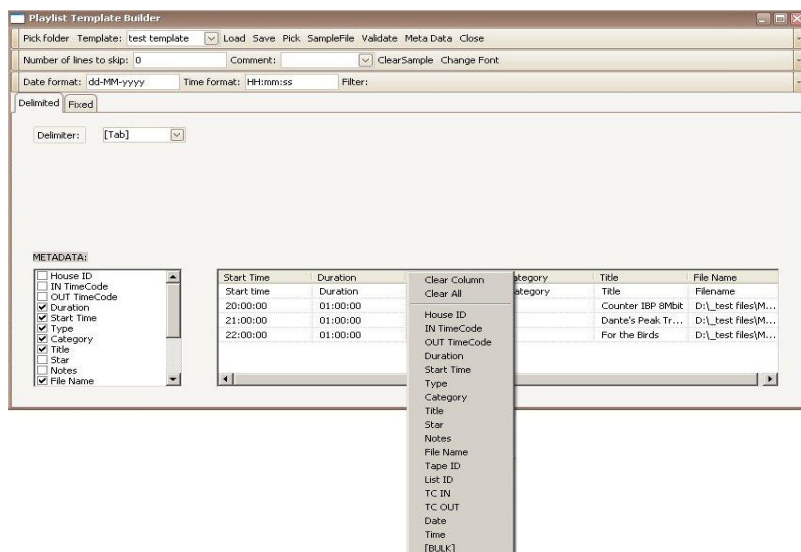 Playlist Template Builder
Pick folder Template: test template Load Save Pick SampleFile Validate Meta Data Close
Number of lines to skip: 0 Comment: ClearSample Change Font
Date format: dd-MM-yyyy Time format: HH:mm:ss Filter:
Delimited Fixed
Delimiter: [Tab]
METADATA:
House ID
IN TimeCode
OUT TimeCode
Duration
Start Time
Type
Category
Title
Star
Notes
File Name
Start Time Duration ategory Title File Name
Start time Duration ategory Title Filename
20:00:00 01:00:00 Counter IBP 8Mbit D:\_test files\M...
21:00:00 01:00:00 Dante's Peak Tr... D:\_test files\M...
22:00:00 01:00:00 For the Birds D:\_test files\M...
Clear Column
Clear All
House ID
IN TimeCode
OUT TimeCode
Duration
Start Time
Type
Category
Title
Star
Notes
File Name
Tape ID
List ID
TC IN
TC OUT
Date
Time
[BULK]